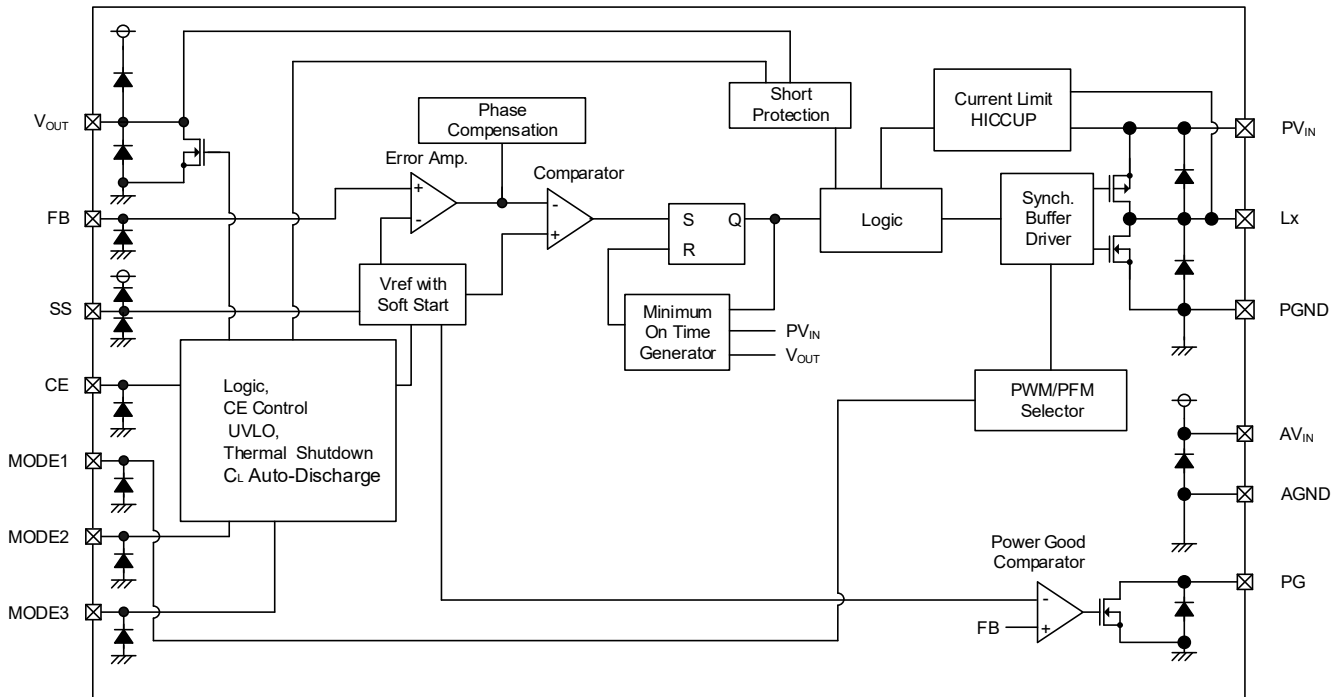 VOUT
FB
SS
CE
MODE1
MODE2
MODE3
Phase
Compensation
Error Amp.
+
-
Comparator
-
+
Vref with
Soft Start
Logic,
CE Control
UVLO,
Thermal Shutdown
CL Auto-Discharge
Short
Protection
Current Limit
HICCUP
S
Q
R
Minimum
On Time
Generator
PVIN
VOUT
Logic
Synch.
Buffer
Driver
PWM/PFM
Selector
Power Good
Comparator
-
FB
+
PVIN
Lx
PGND
AVIN
AGND
PG